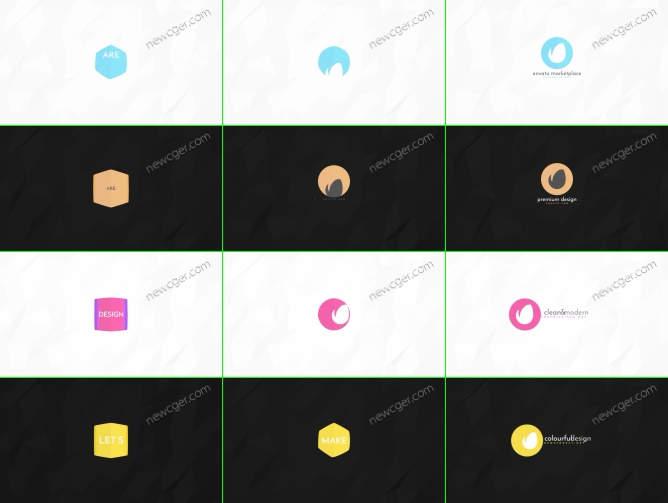 ARE
newcger.com
newcger.com
newcger.com
envato marketplace
ARE
newcger.com
newcger.com
newcger.com
premium design
DESIGN
newcger.com
newcger.com
newcger.com
clean&modern
LET'S
newcger.com
MAKE
newcger.com
newcger.com
colourfuldesign